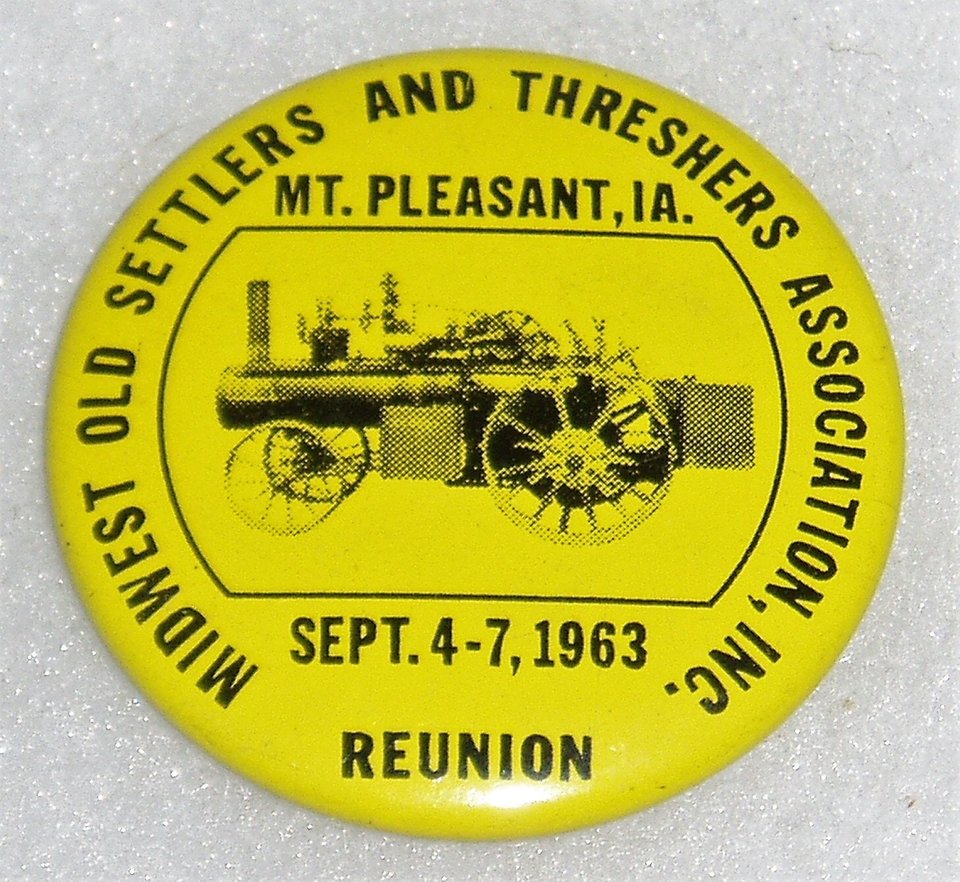 MIDWEST OLD SETTLERS AND THRESHERS ASSOCIATION, INC.
MT. PLEASANT, IA.
SEPT. 4-7, 1963
REUNION